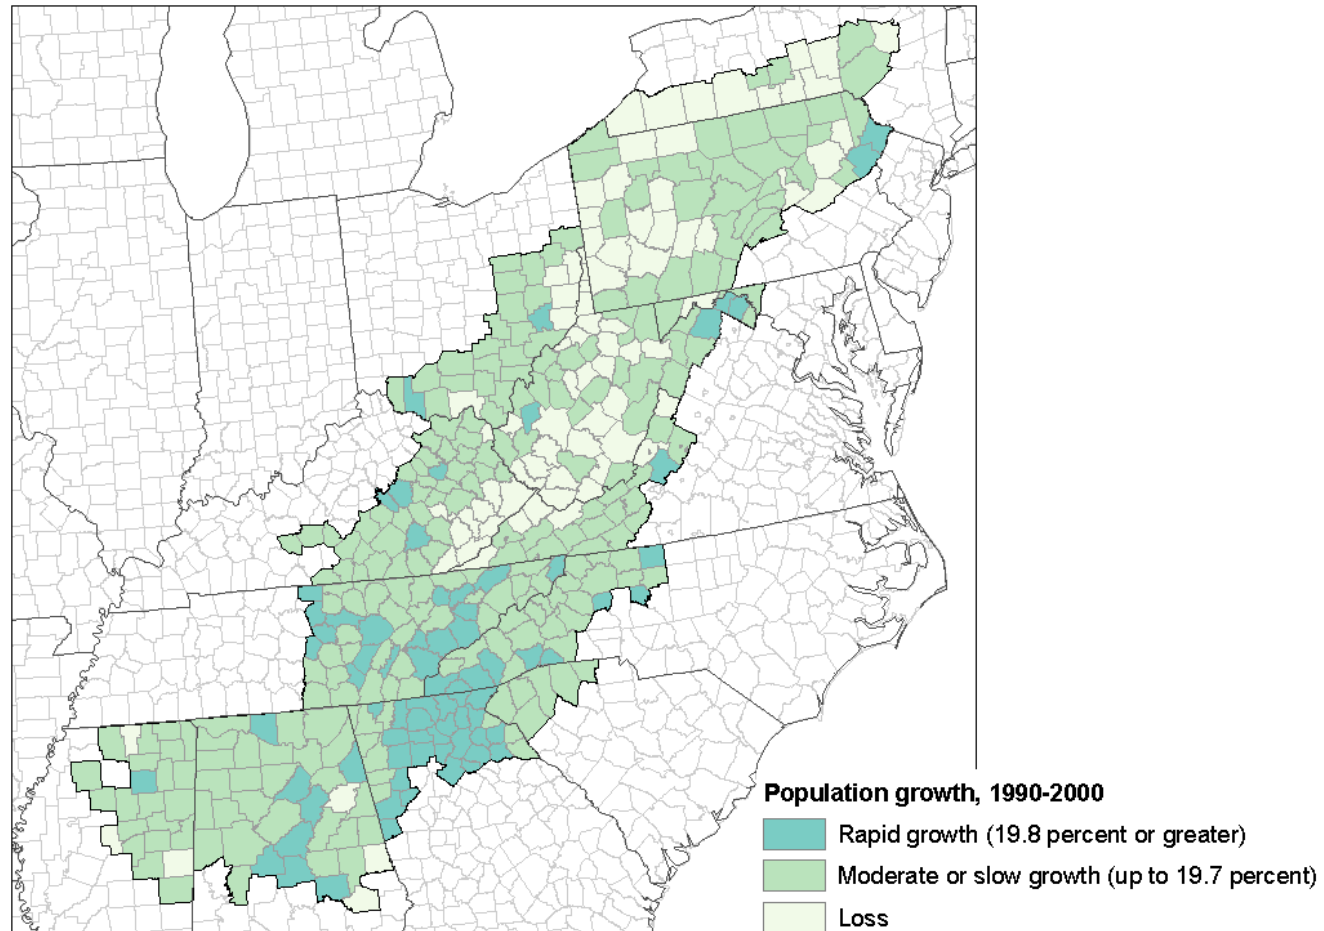 Population growth, 1990-2000
Rapid growth (19.8 percent or greater)
Moderate or slow growth (up to 19.7 percent)
Loss